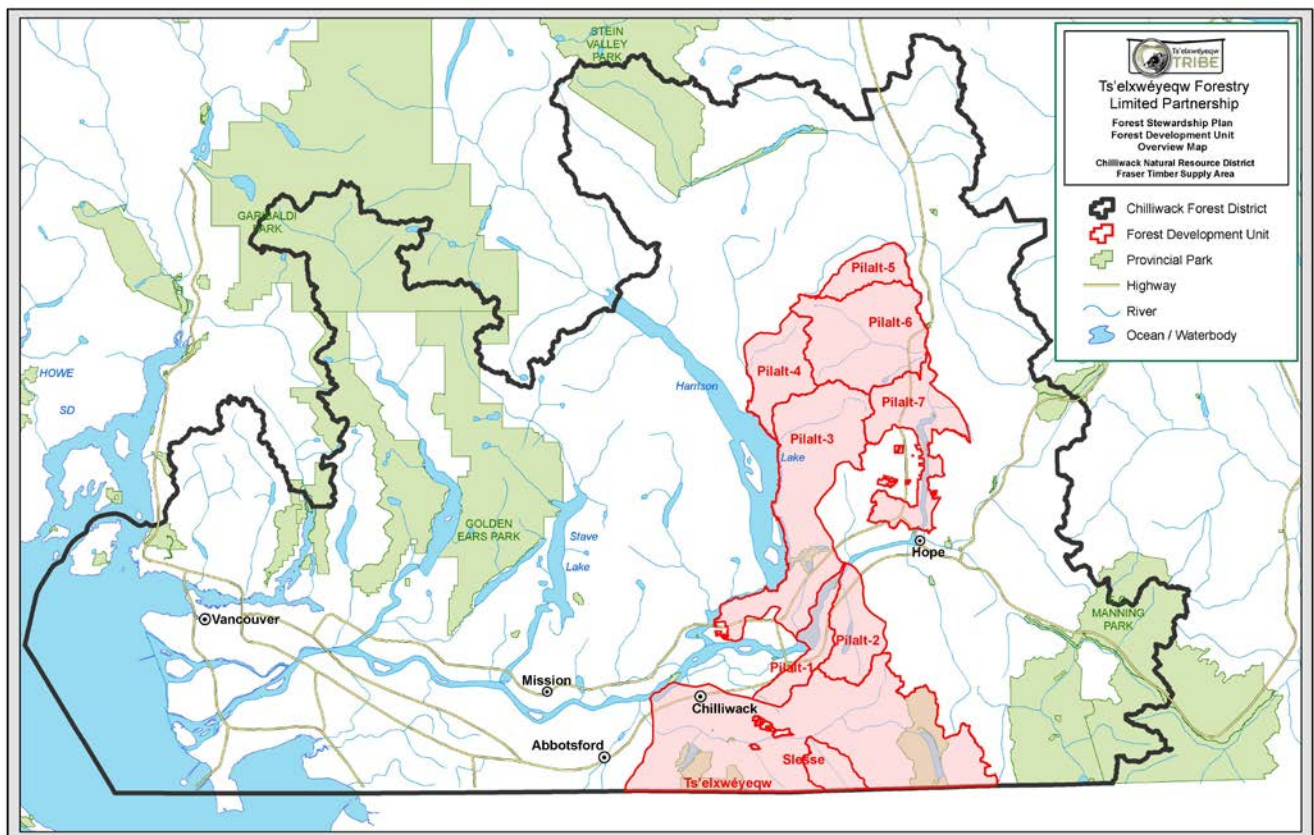 STEIN
VALLEY
PARK
Ts'elxwéyeqw
TRIBE
Ts'elxwéyeqw Forestry
Limited Partnership
Forest Stewardship Plan
Forest Development Unit
Overview Map
Chilliwack Natural Resource District
Fraser Timber Supply Area
Chilliwack Forest District
Forest Development Unit
Provincial Park
Highway
River
Ocean / Waterbody
GARIBALDI
PARK
Pilalt-5
Pilalt-6
HOWE
SD
Harrison
Lake
Pilalt-4
Pilalt-7
Pilalt-3
GOLDEN
EARS PARK
Stave
Lake
Hope
Vancouver
MANNING
PARK
Pilalt-2
Pilalt-1
Mission
Chilliwack
Abbotsford
Slesse
Ts'elxwéyeqw